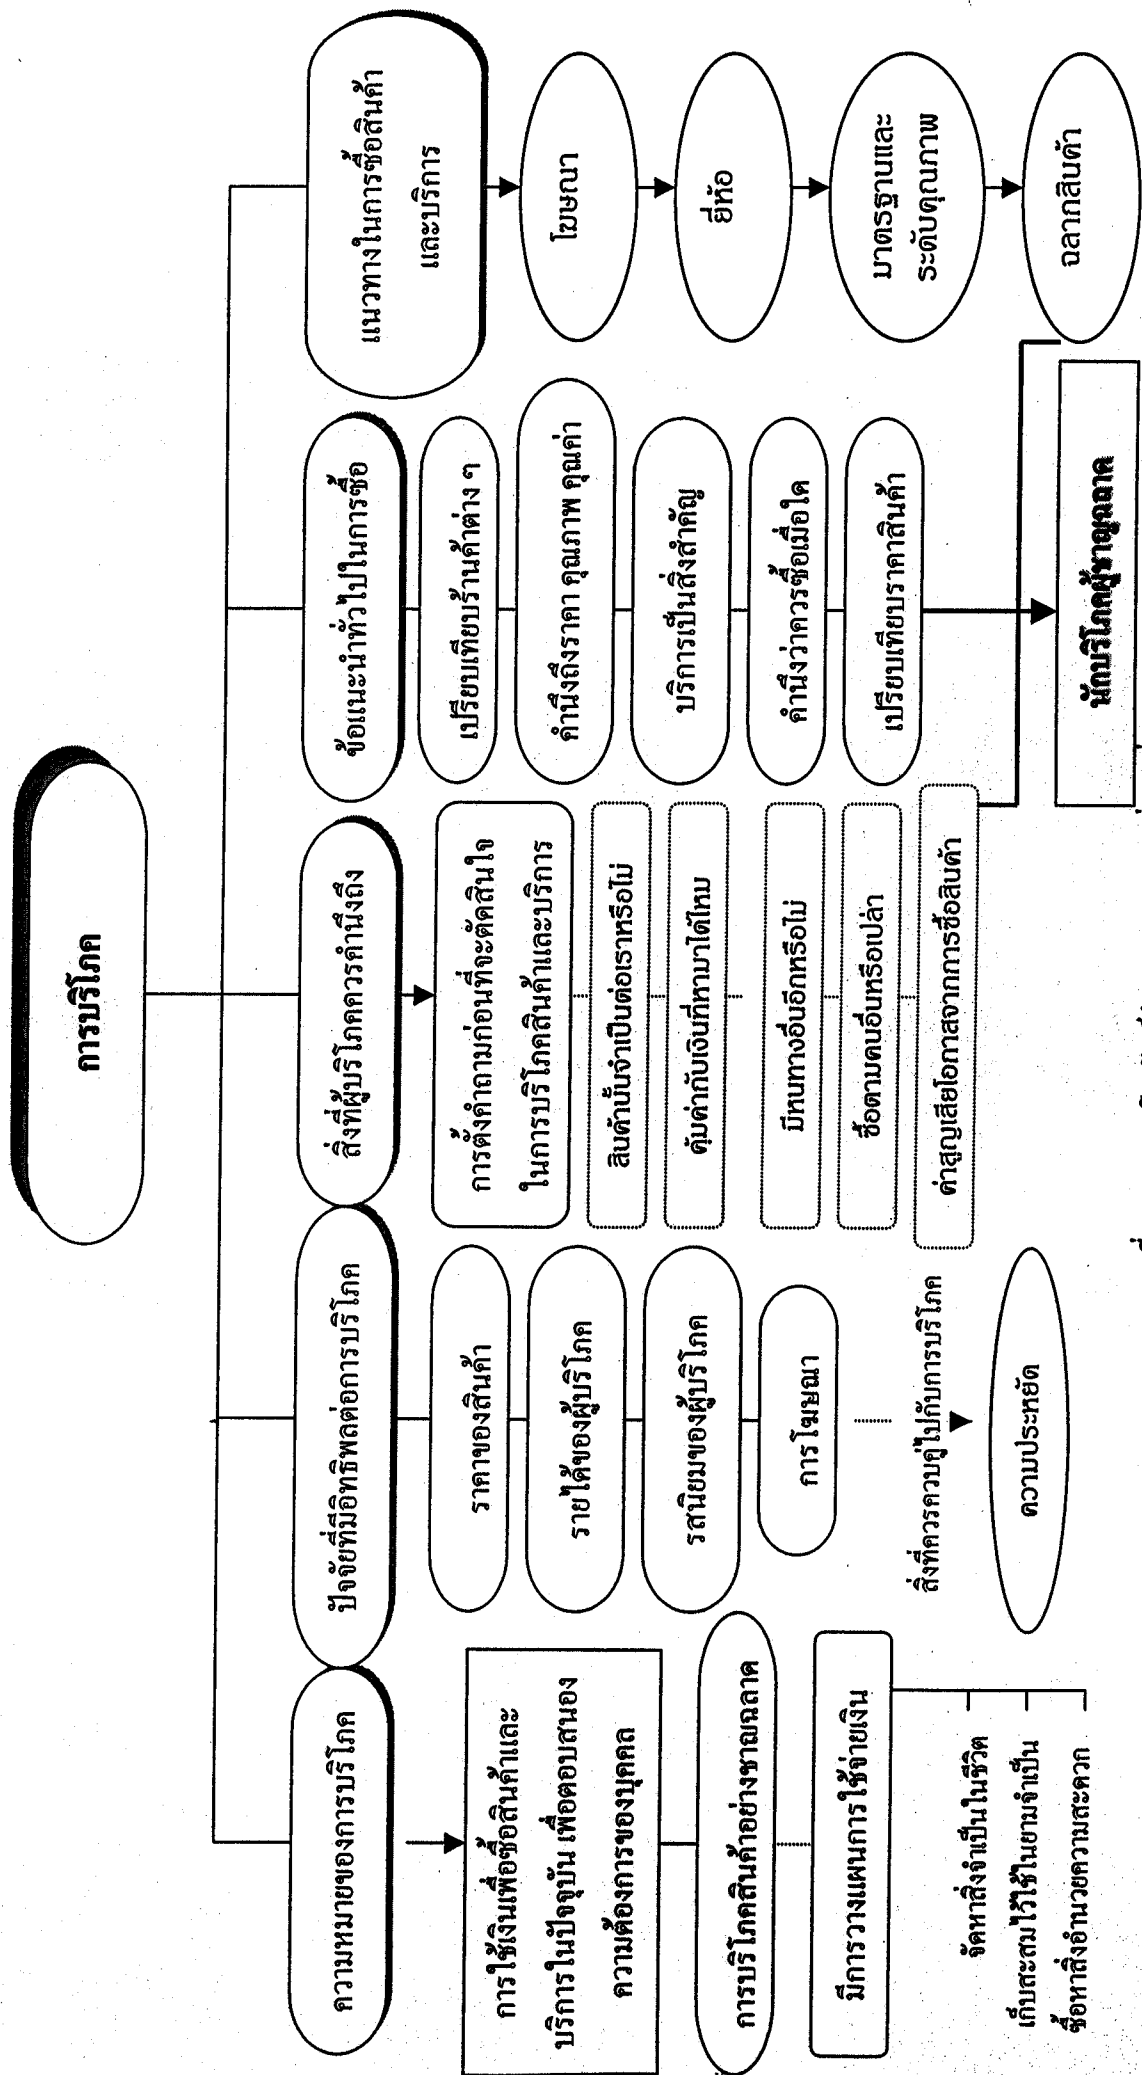 การบริโภค
ความหมายของการบริโภค
การใช้เงินเพื่อซื้อสินค้าและ
บริการในปัจจุบัน เพื่อตอบสนอง
ความต้องการของบุคคล
การบริโภคสินค้าอย่างชาญฉลาด
มีการวางแผนการใช้จ่ายเงิน
จัดหาสิ่งจำเป็นในชีวิต
เก็บสะสมไว้ใช้ในยามจำเป็น
ซื้อหาสิ่งอำนวยความสะดวก
ปัจจัยที่มีอิทธิพลต่อการบริโภค
ราคาของสินค้า
รายได้ของผู้บริโภค
รสนิยมของผู้บริโภค
การโฆษณา
สิ่งที่ควรควบคู่ไปกับการบริโภค
ความประหยัด
สิ่งที่ผู้บริโภคควรคำนึงถึง
การตั้งคำถามก่อนที่จะตัดสินใจ
ในการบริโภคสินค้าและบริการ
สินค้านั้นจำเป็นต่อเราหรือไม่
คุ้มค่ากับเงินที่หามาได้ไหม
มีหนทางอื่นอีกหรือไม่
ซื้อตามคนอื่นหรือเปล่า
ค่าสูญเสียโอกาสจากการซื้อสินค้า
ข้อแนะนำทั่วไปในการซื้อ
เปรียบเทียบร้านค้าต่าง ๆ
คำนึงถึงราคา คุณภาพ คุณค่า
บริการเป็นสิ่งสำคัญ
คำนึงว่าควรซื้อเมื่อใด
เปรียบเทียบราคาสินค้า
นักบริโภคผู้ชาญฉลาด
แนวทางในการซื้อสินค้า
และบริการ
โฆษณา
ยี่ห้อ
มาตรฐานและ
ระดับคุณภาพ
ฉลากสินค้า